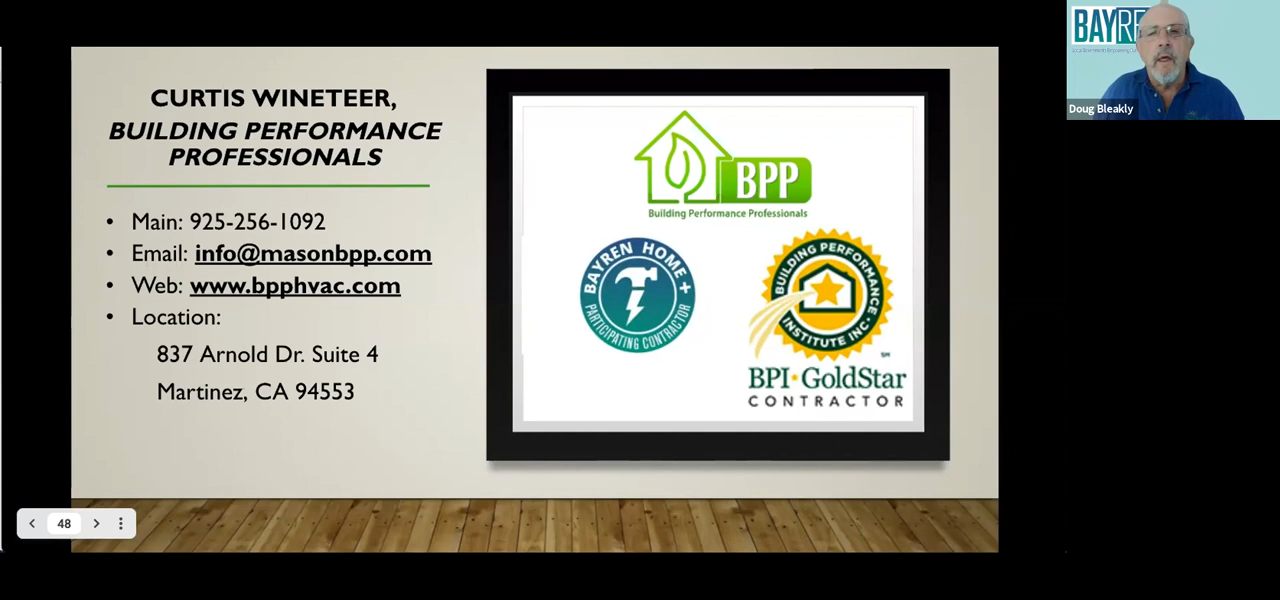 CURTIS WINETEER,
BUILDING PERFORMANCE
PROFESSIONALS
• Main: 925-256-1092
• Email: info@masonbpp.com
• Web: www.bpphvac.com
• Location:
837 Arnold Dr. Suite 4
Martinez, CA 94553
BPP
Building Performance Professionals
BAYREN HOME+
PARTICIPATING CONTRACTOR
BUILDING PERFORMANCE
INSTITUTE INC.
SM
BPI★GoldStar
CONTRACTOR
48
BAYRE
Doug Bleakly